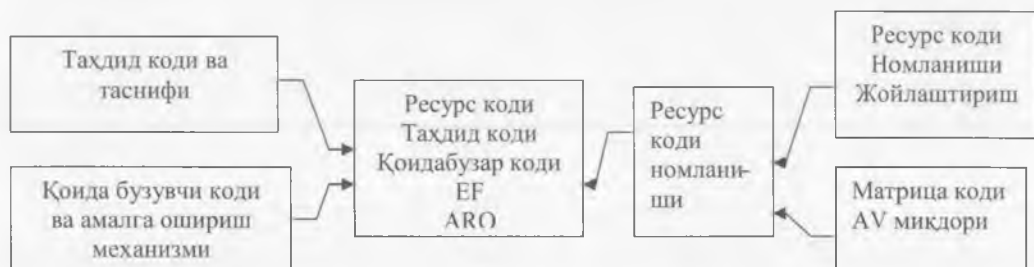 Таҳдид коди ва
таснифи
Қоида бузувчи коди
ва амалга ошириш
механизми
Ресурс коди
Таҳдид коди
Қоидабузар коди
EF
ARO
Ресурс
коди
номлани-
ши
Ресурс коди
Номланиши
Жойлаштириш
Матрица коди
AV миқдори